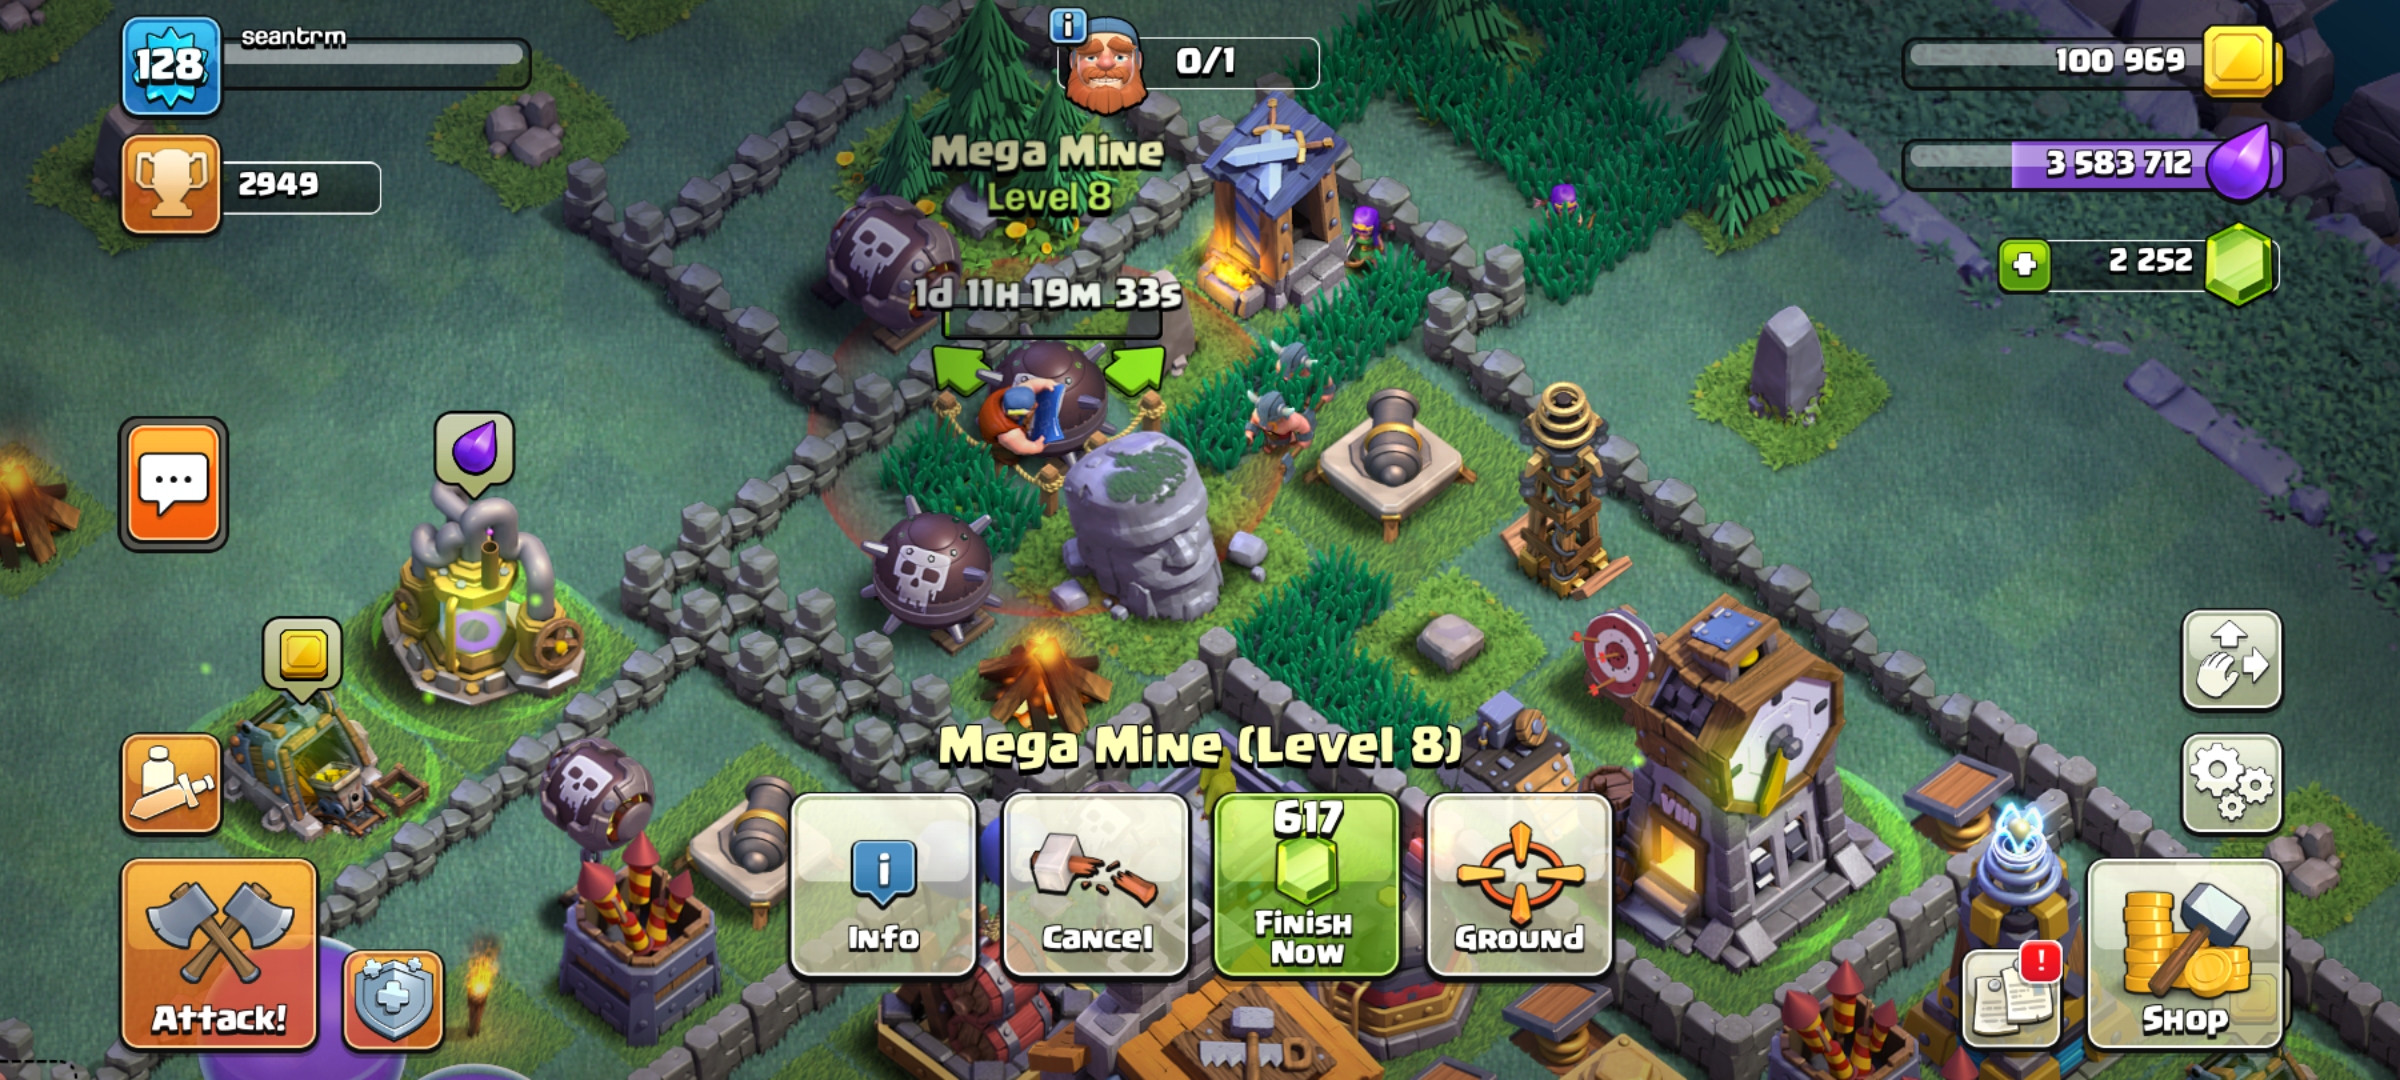 128
seantrm
0/1
100 969
2949
3 583 712
2 252
Mega Mine
Level 8
1d 11H 19M 33S
VIII
Mega Mine (Level 8)
Info
Cancel
617
Finish
Now
Ground
Attack!
!
Shop